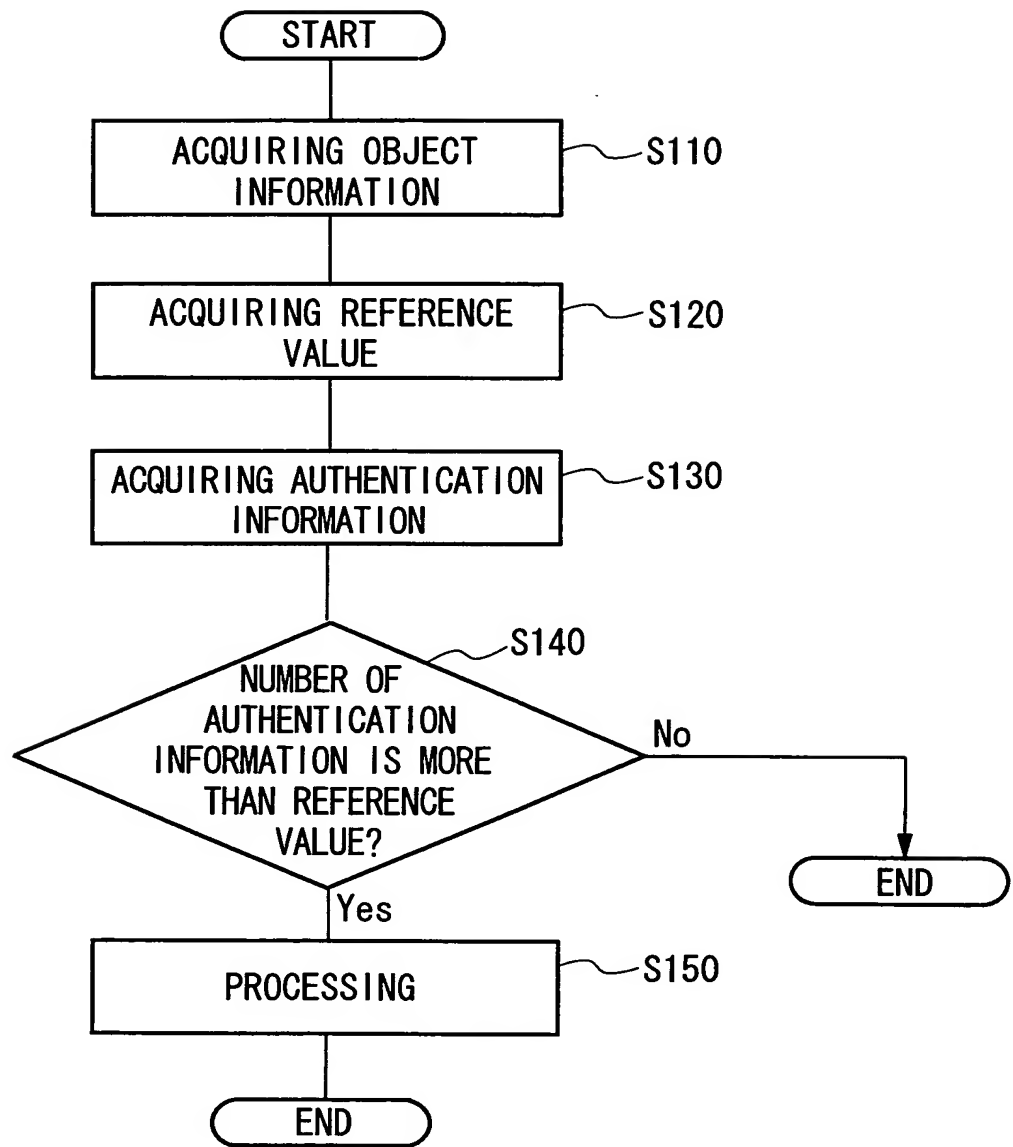 START
ACQUIRING OBJECT
INFORMATION
S110
ACQUIRING REFERENCE
VALUE
S120
ACQUIRING AUTHENTICATION
INFORMATION
S130
S140
NUMBER OF
AUTHENTICATION
INFORMATION IS MORE
THAN REFERENCE
VALUE?
No
END
Yes
PROCESSING
S150
END